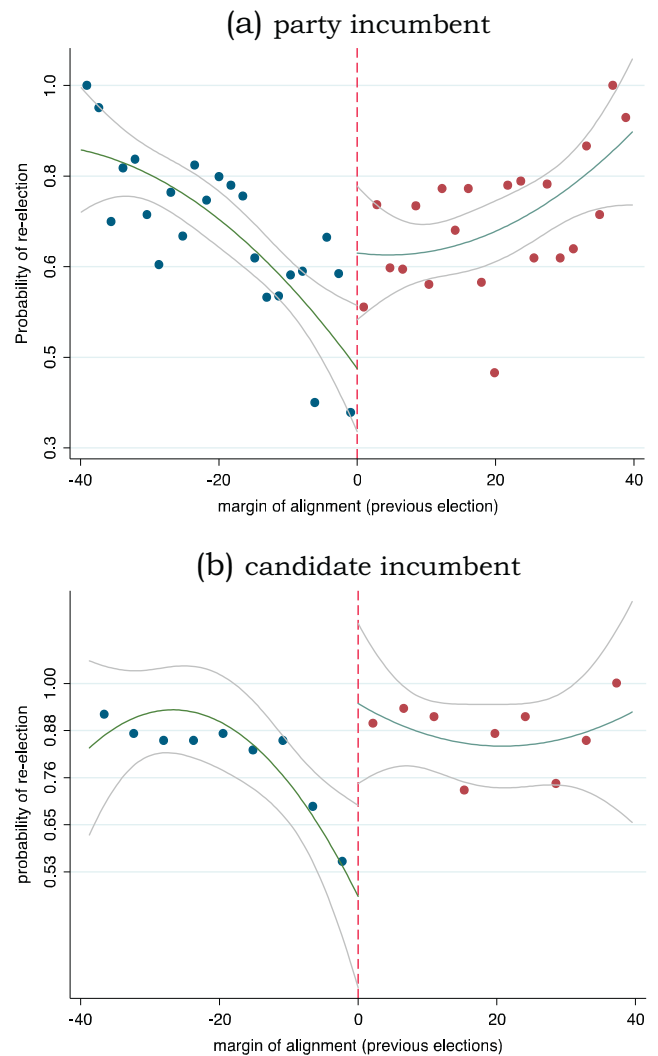 (a) party incumbent
Probability of re-election
1.0
0.8
0.6
0.5
0.3
-40 -20 0 20 40
margin of alignment (previous election)
(b) candidate incumbent
probability of re-election
1.00
0.88
0.76
0.65
0.53
-40 -20 0 20 40
margin of alignment (previous elections)